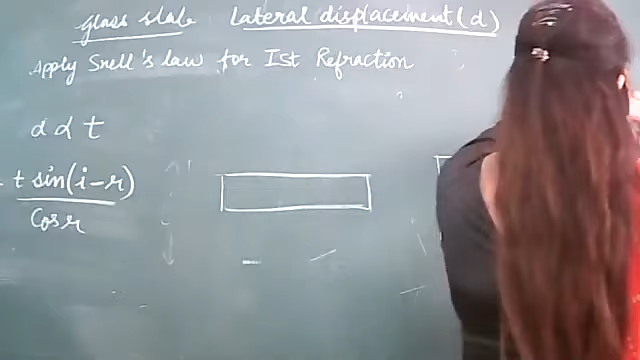 glass slab Lateral displacement (d)
Apply Snell's law for Ist Refraction
d α t
t sin(i-r)
Cosr